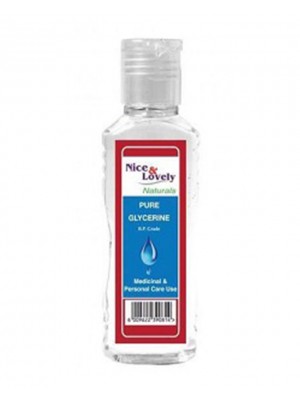 Nice &
Lovely
Naturals
PURE
GLYCERINE
B.P. Grade
Medicinal &
Personal Care Use